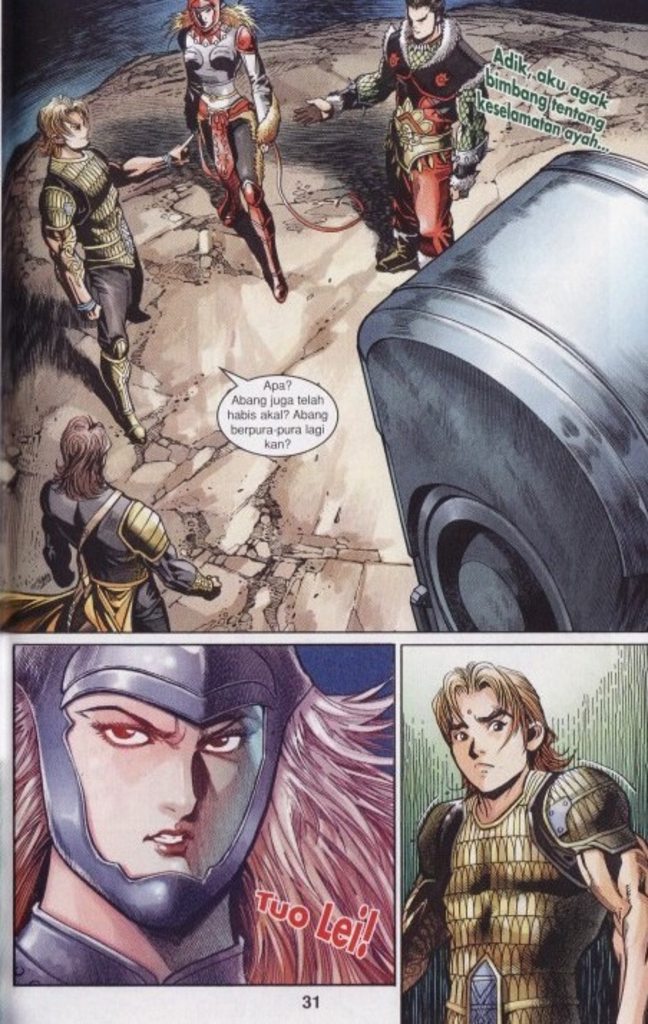 Adik, aku agak
bimbang tentang
keselamatan ayah...
Apa?
Abang juga telah
habis akal? Abang
berpura-pura lagi
kan?
Tuo Lei!
31